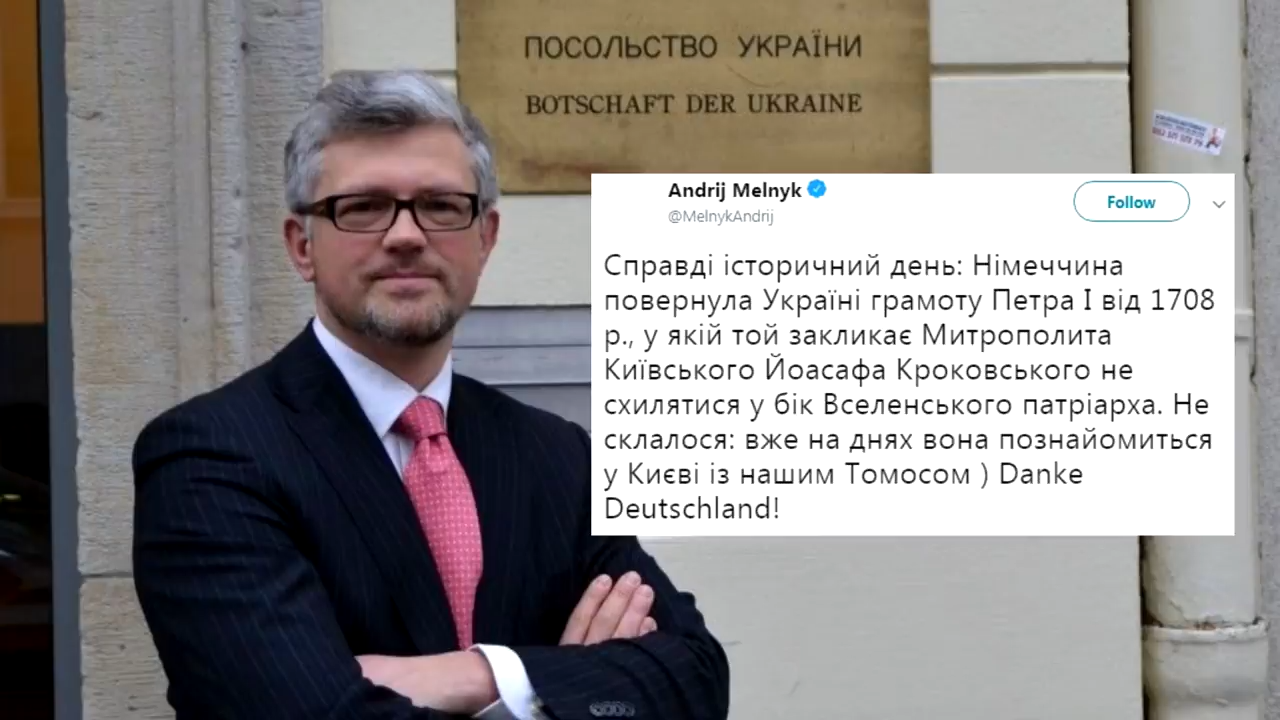 ПОСОЛЬСТВО УКРАЇНИ
BOTSCHAFT DER UKRAINE
Andrij Melnyk
@MelnykAndrij
Follow
Справді історичний день: Німеччина
повернула Україні грамоту Петра І від 1708
р., у якій той закликає Митрополита
Київського Йоасафа Кроковського не
схилятися у бік Вселенського патріарха. Не
склалося: вже на днях вона познайомиться
у Києві із нашим Томосом ) Danke
Deutschland!